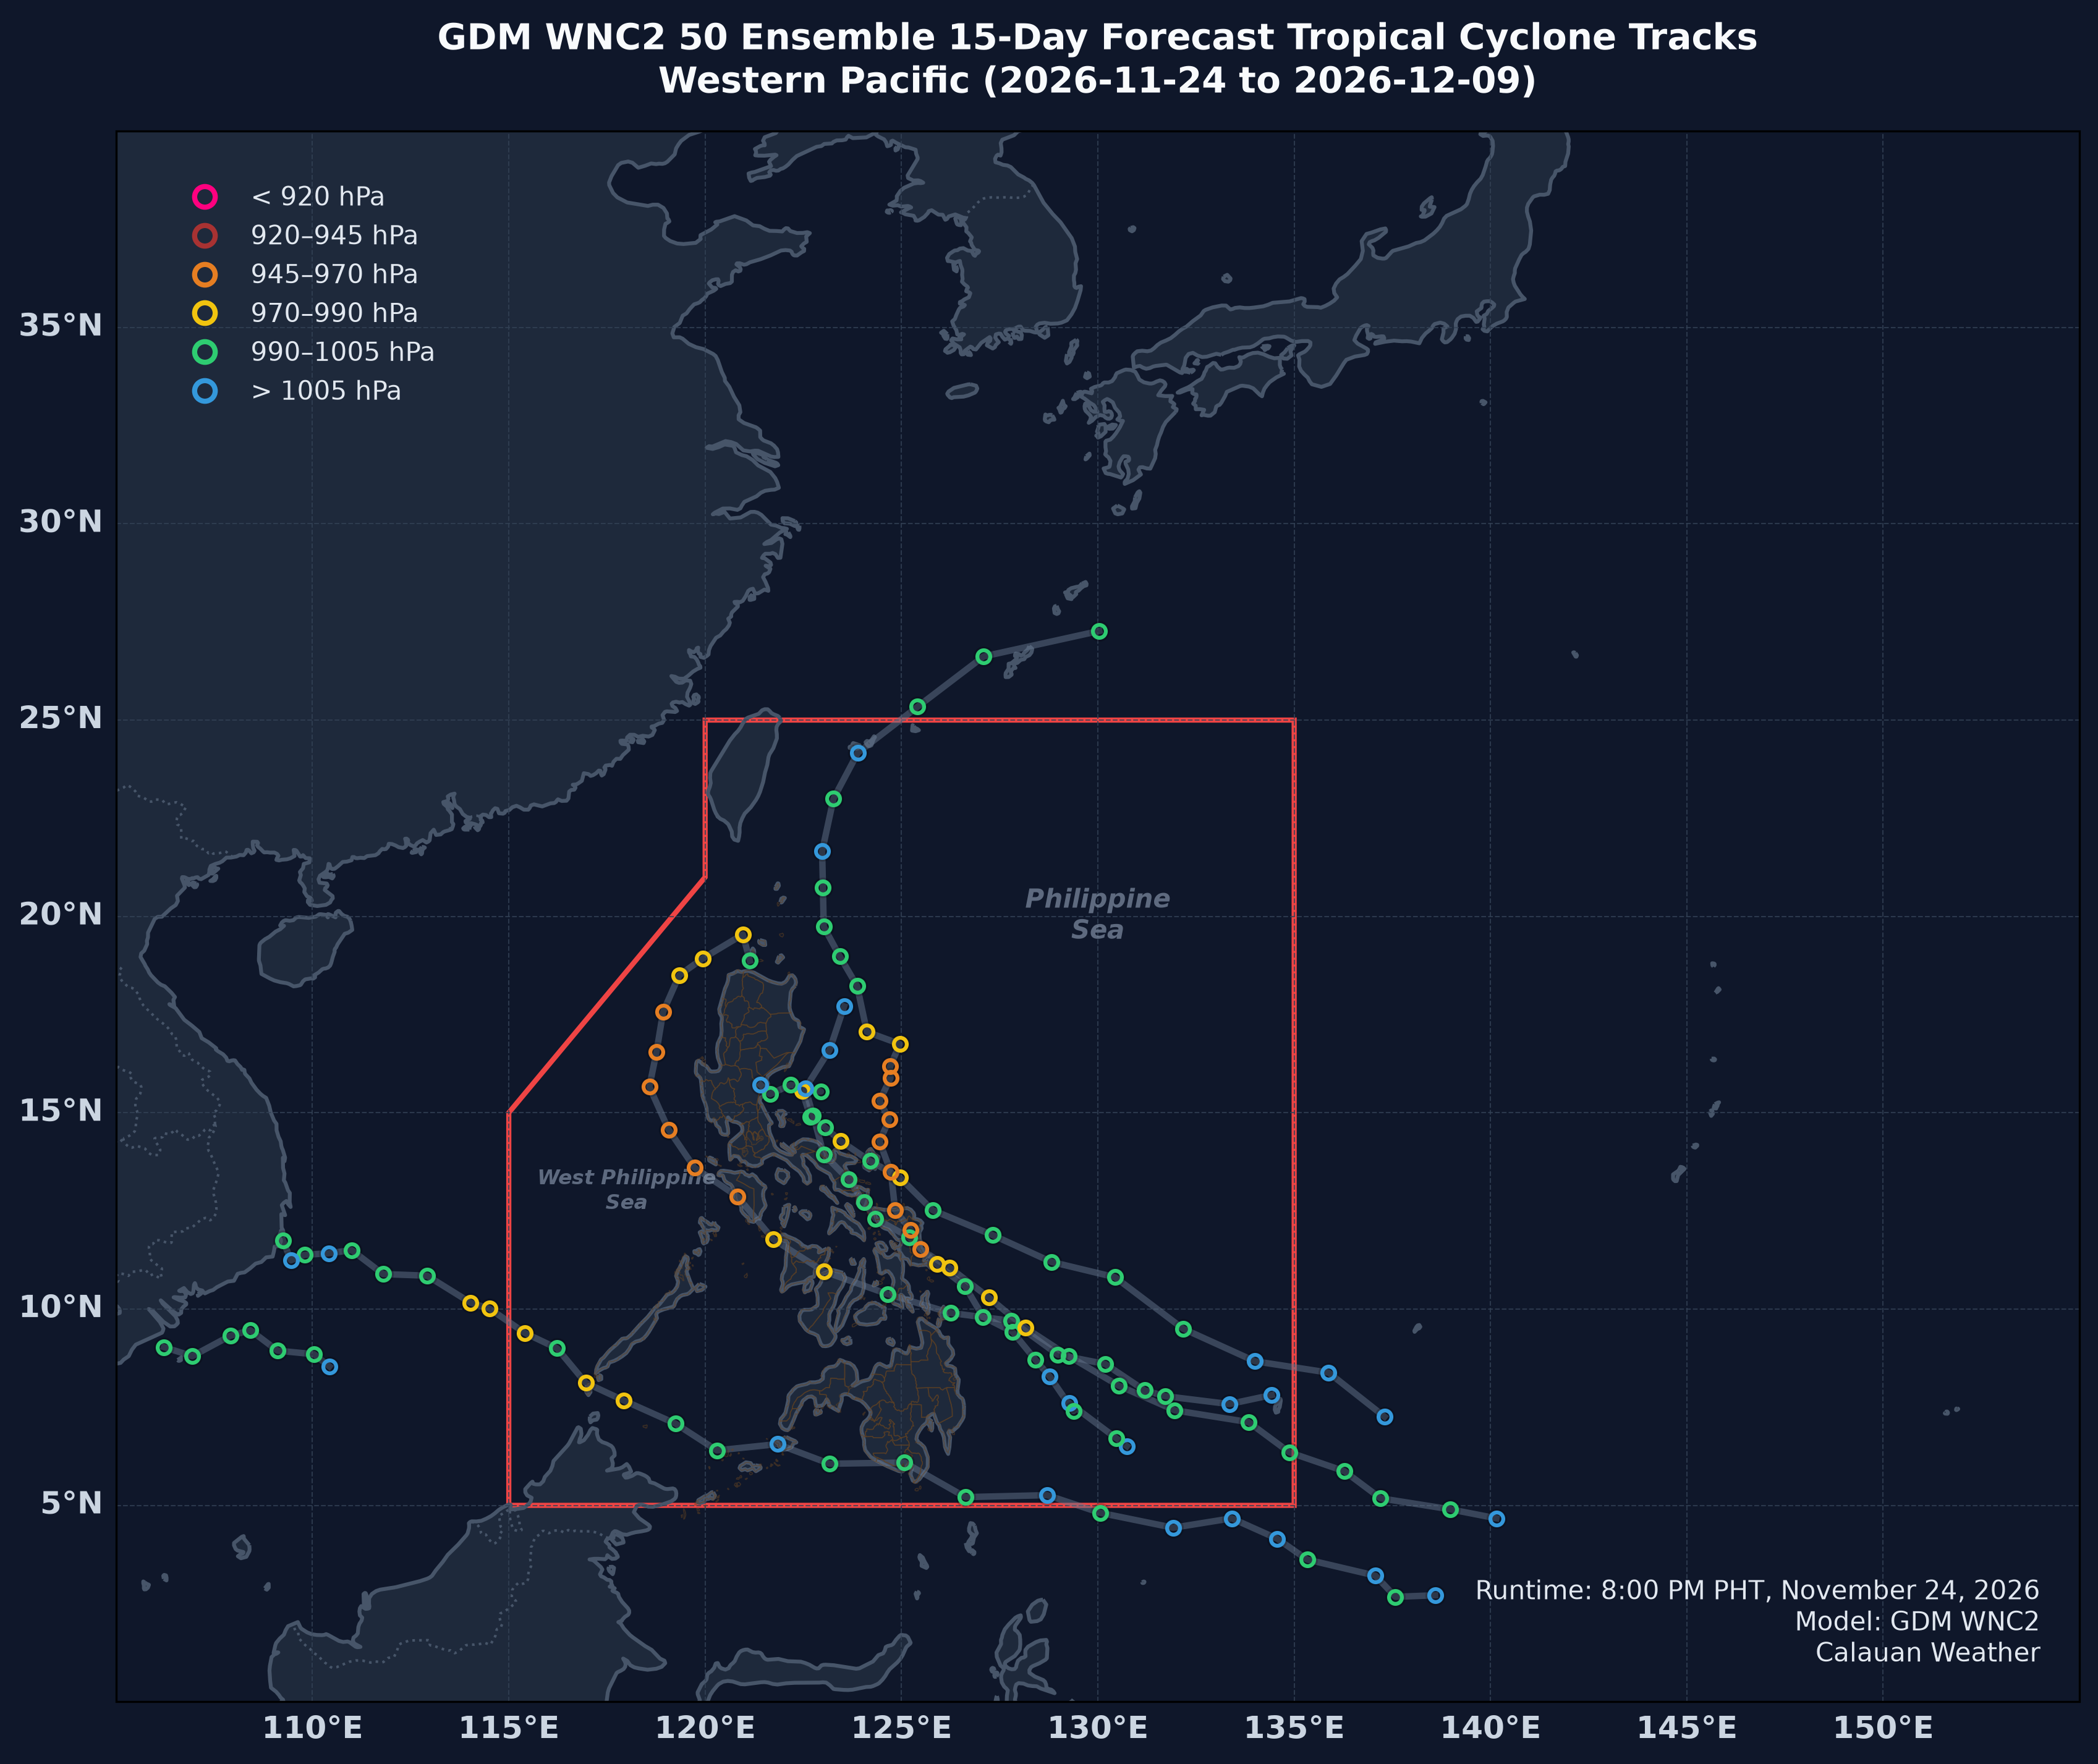 GDM WNC2 50 Ensemble 15-Day Forecast Tropical Cyclone Tracks
Western Pacific (2026-11-24 to 2026-12-09)
< 920 hPa
920–945 hPa
945–970 hPa
970–990 hPa
990–1005 hPa
> 1005 hPa
35°N
30°N
25°N
20°N
15°N
10°N
5°N
Philippine
Sea
West Philippine
Sea
Runtime: 8:00 PM PHT, November 24, 2026
Model: GDM WNC2
Calauan Weather
110°E 115°E 120°E 125°E 130°E 135°E 140°E 145°E 150°E